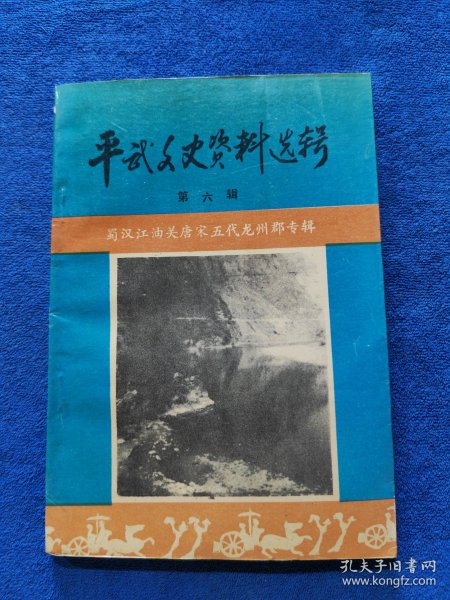 平武文史资料选辑
第六辑
蜀汉江油关唐宋五代龙州郡专辑
孔夫子旧书网
www.kongfz.com